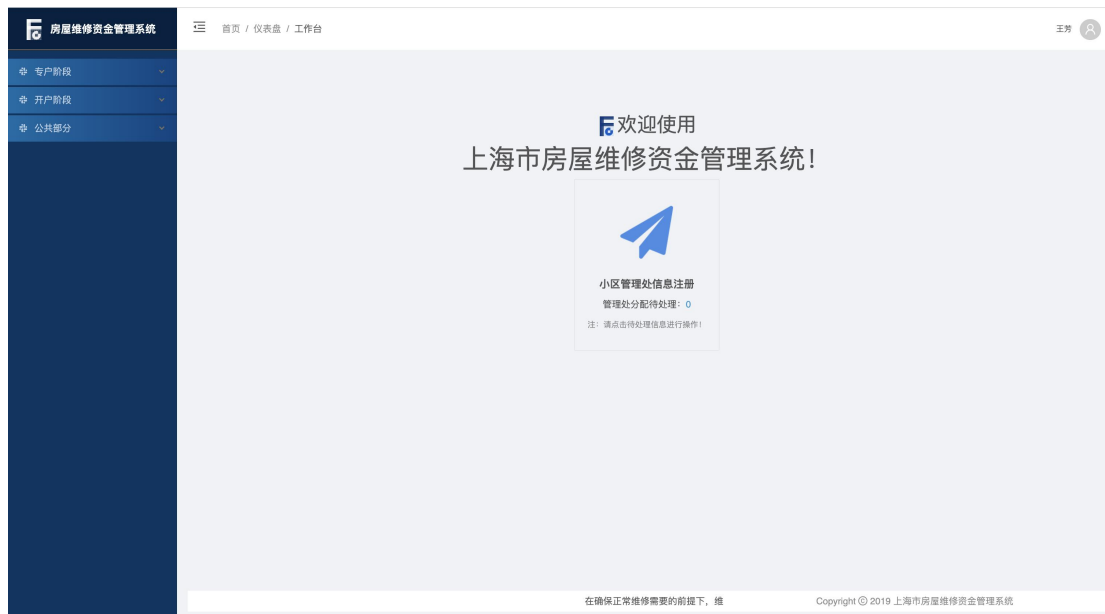 房屋维修资金管理系统
首页 / 仪表盘 / 工作台
王芳
专户阶段
开户阶段
公共部分
欢迎使用
上海市房屋维修资金管理系统!
小区管理处信息注册
管理处分配待处理: 0
注: 请点击待处理信息进行操作!
在确保正常维修需要的前提下, 维
Copyright © 2019 上海市房屋维修资金管理系统